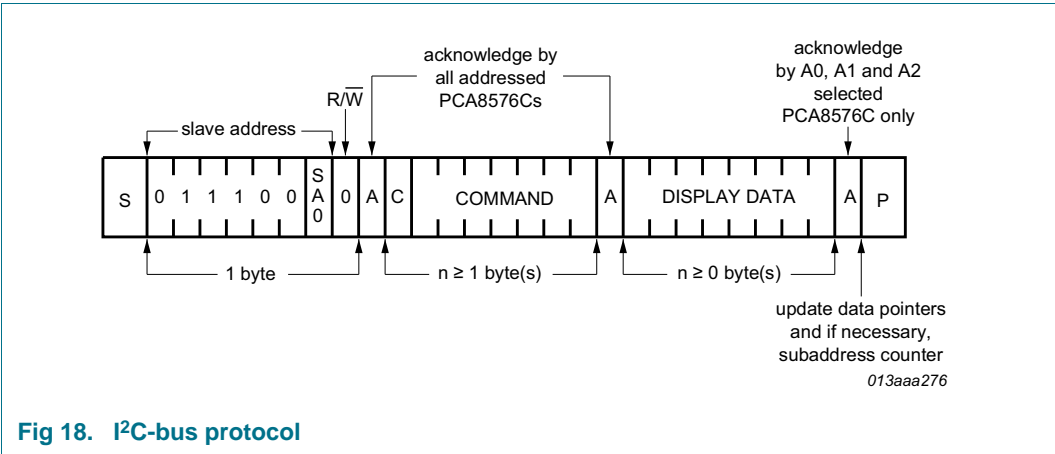 acknowledge by
all addressed
PCA8576Cs
acknowledge
by A0, A1 and A2
selected
PCA8576C only
R/W̅
slave address
S 0 1 1 1 0 0 SA0 0 A C COMMAND A DISPLAY DATA A P
1 byte
n ≥ 1 byte(s)
n ≥ 0 byte(s)
update data pointers
and if necessary,
subaddress counter
013aaa276
Fig 18. I²C-bus protocol